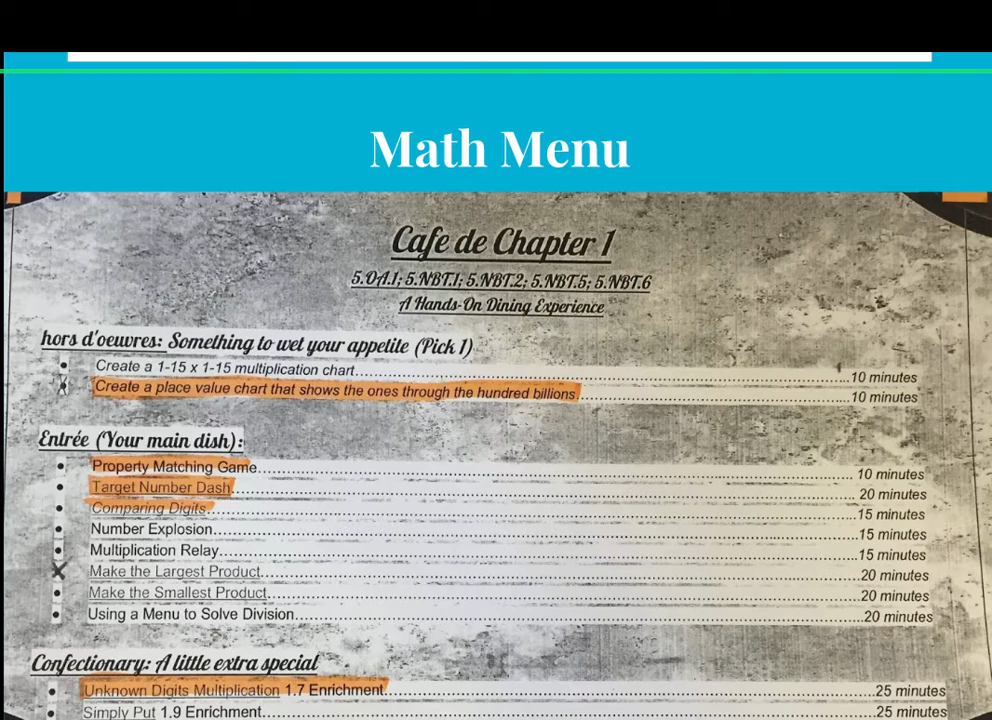 Math Menu
Cafe de Chapter 1
5.OA.1; 5.NBT.1; 5.NBT.2; 5.NBT.5; 5.NBT.6
A Hands-On Dining Experience
hors d'oeuvres: Something to wet your appetite (Pick 1)
• Create a 1-15 x 1-15 multiplication chart........10 minutes
• Create a place value chart that shows the ones through the hundred billions........10 minutes
Entrée (Your main dish):
• Property Matching Game........10 minutes
• Target Number Dash........20 minutes
• Comparing Digits........15 minutes
• Number Explosion........15 minutes
• Multiplication Relay........15 minutes
• Make the Largest Product........20 minutes
• Make the Smallest Product........20 minutes
• Using a Menu to Solve Division........20 minutes
Confectionary: A little extra special
• Unknown Digits Multiplication 1.7 Enrichment........25 minutes
• Simply Put 1.9 Enrichment........25 minutes